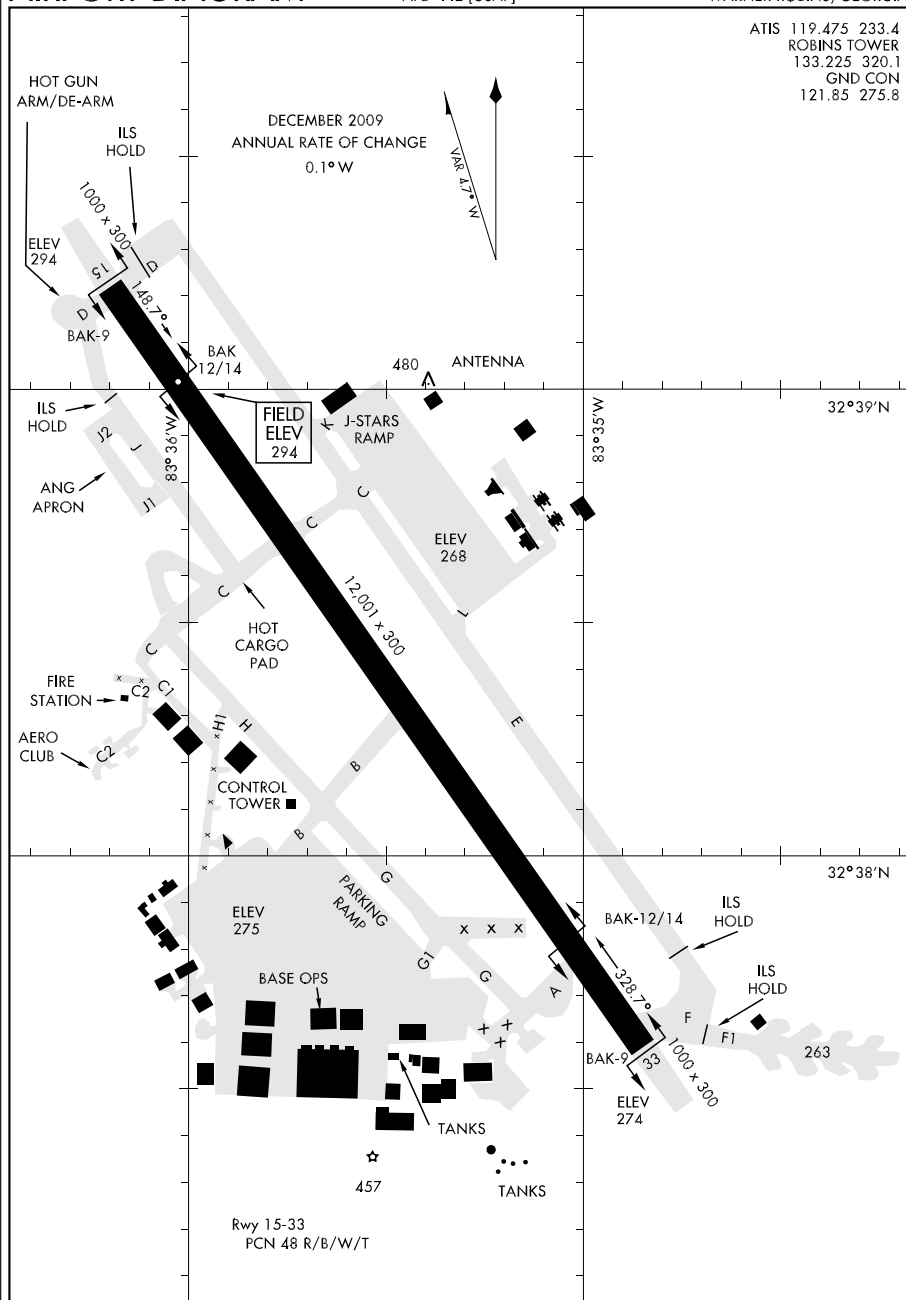 ATIS 119.475 233.4
ROBINS TOWER
133.225 320.1
GND CON
121.85 275.8
HOT GUN
ARM/DE-ARM
ILS
HOLD
DECEMBER 2009
ANNUAL RATE OF CHANGE
0.1° W
VAR 4.7° W
1000 x 300
ELEV
294
15
D
D
148.7°
BAK-9
BAK
12/14
480
ANTENNA
FIELD
ELEV
294
K
J-STARS
RAMP
83° 36'W
83° 35'W
32° 39'N
ILS
HOLD
J2
J
J1
ANG
APRON
C
C
ELEV
268
12,001 x 300
C
HOT
CARGO
PAD
L
C
FIRE
STATION
C2
C1
H1
H
E
AERO
CLUB
C2
B
CONTROL
TOWER
B
G
32° 38'N
PARKING
RAMP
ELEV
275
x x x
BAK-12/14
ILS
HOLD
G1
G
A
328.7°
BASE OPS
ILS
HOLD
F
F1
263
BAK-9
33
1000 x 300
ELEV
274
TANKS
457
TANKS
Rwy 15-33
PCN 48 R/B/W/T